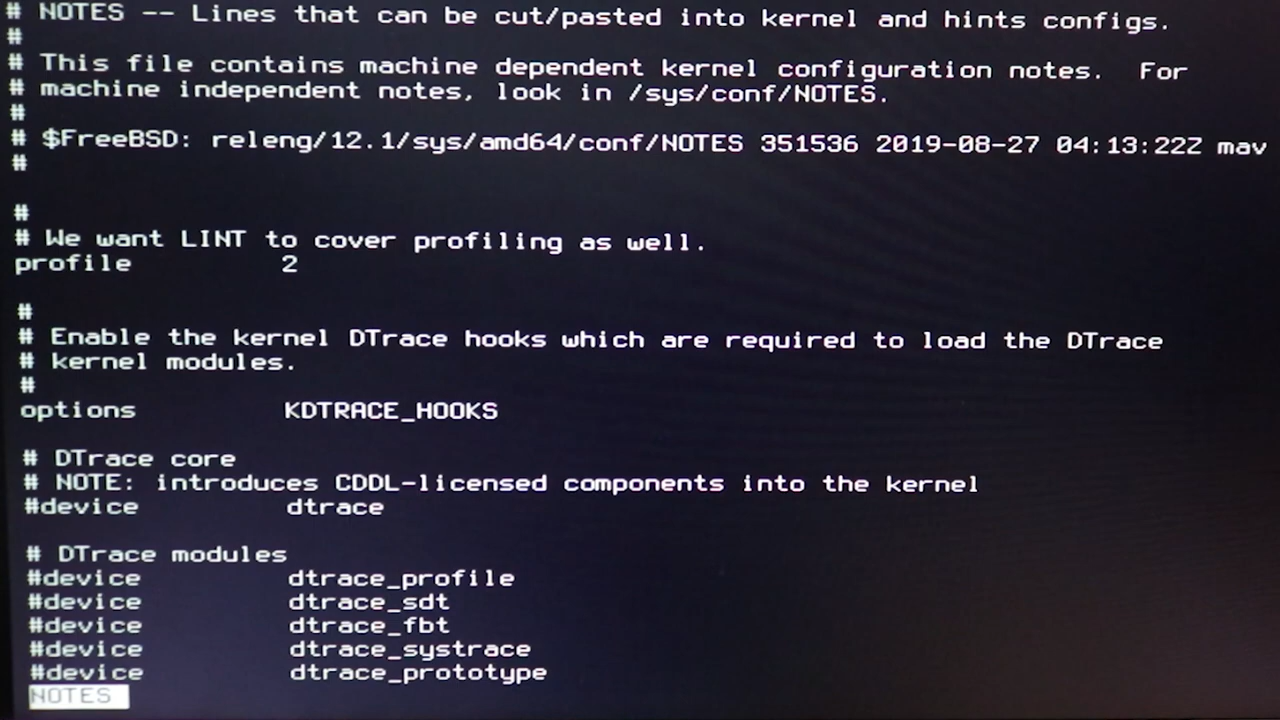 # NOTES -- Lines that can be cut/pasted into kernel and hints configs.
#
# This file contains machine dependent kernel configuration notes.  For
# machine independent notes, look in /sys/conf/NOTES.
#
# $FreeBSD: releng/12.1/sys/amd64/conf/NOTES 351536 2019-08-27 04:13:22Z mav
#
#
# We want LINT to cover profiling as well.
profile 2
#
# Enable the kernel DTrace hooks which are required to load the DTrace
# kernel modules.
#
options KDTRACE_HOOKS
# DTrace core
# NOTE: introduces CDDL-licensed components into the kernel
#device dtrace
# DTrace modules
#device dtrace_profile
#device dtrace_sdt
#device dtrace_fbt
#device dtrace_systrace
#device dtrace_prototype
NOTES